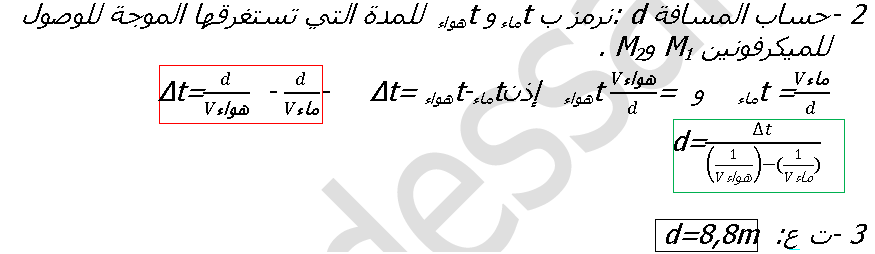 2 -حساب المسافة d :نرمز ب tماء و tهواء للمدة التي تستغرقها الموجة للوصول
للميكرفونين M1 وM2 .
tماء = Vماء/d و tهواء = Vهواء/d إذن Δt= tهواء-tماء - Δt= d/Vهواء - d/Vماء
d= Δt/((1/Vهواء)-(1/Vماء))
3 -ت ع: d=8,8m
dessa